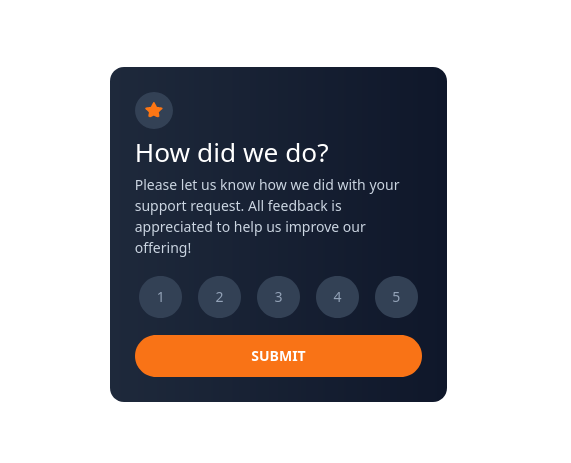 How did we do?
Please let us know how we did with your
support request. All feedback is
appreciated to help us improve our
offering!
1 2 3 4 5
SUBMIT